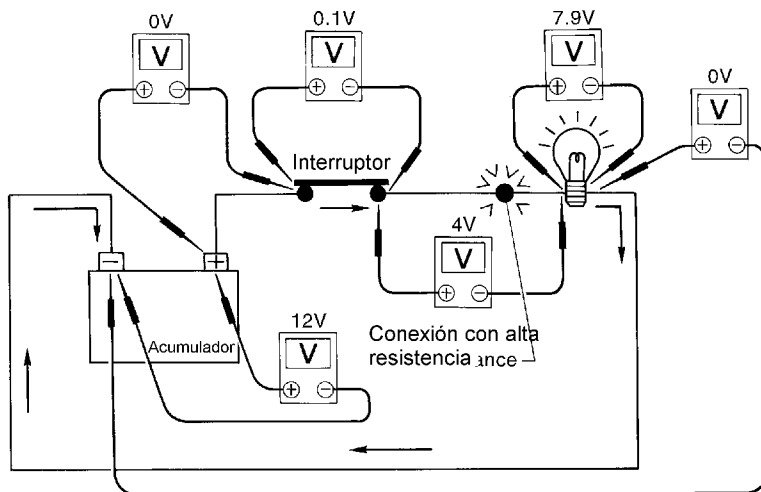 0V
0.1V
7.9V
0V
V
V
V
V
+ −
+ −
+ −
+ −
Interruptor
4V
V
+ −
− +
12V
V
+ −
Acumulador
Conexión con alta
resistencia ance